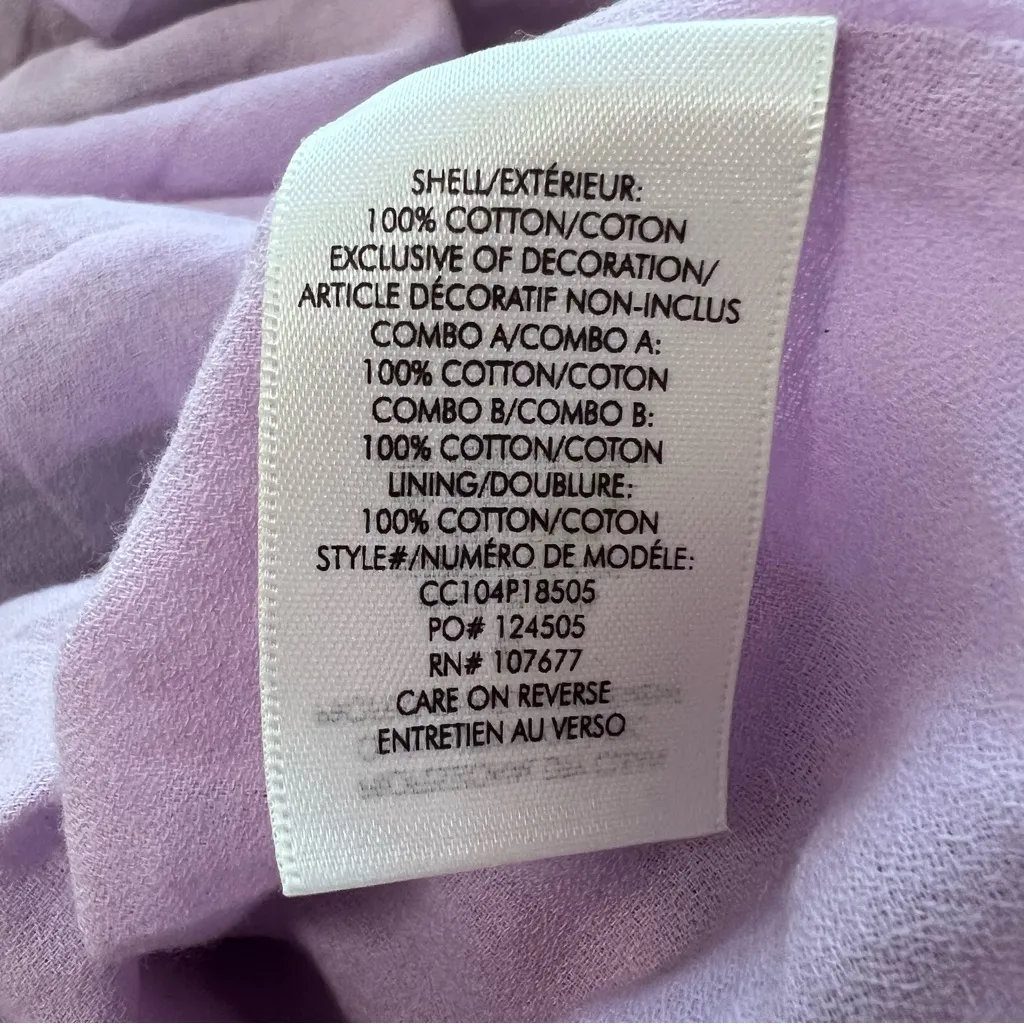 SHELL/EXTÉRIEUR:
100% COTTON/COTON
EXCLUSIVE OF DECORATION/
ARTICLE DÉCORATIF NON-INCLUS
COMBO A/COMBO A:
100% COTTON/COTON
COMBO B/COMBO B:
100% COTTON/COTON
LINING/DOUBLURE:
100% COTTON/COTON
STYLE#/NUMÉRO DE MODÉLE:
CC104P18505
PO# 124505
RN# 107677
CARE ON REVERSE
ENTRETIEN AU VERSO